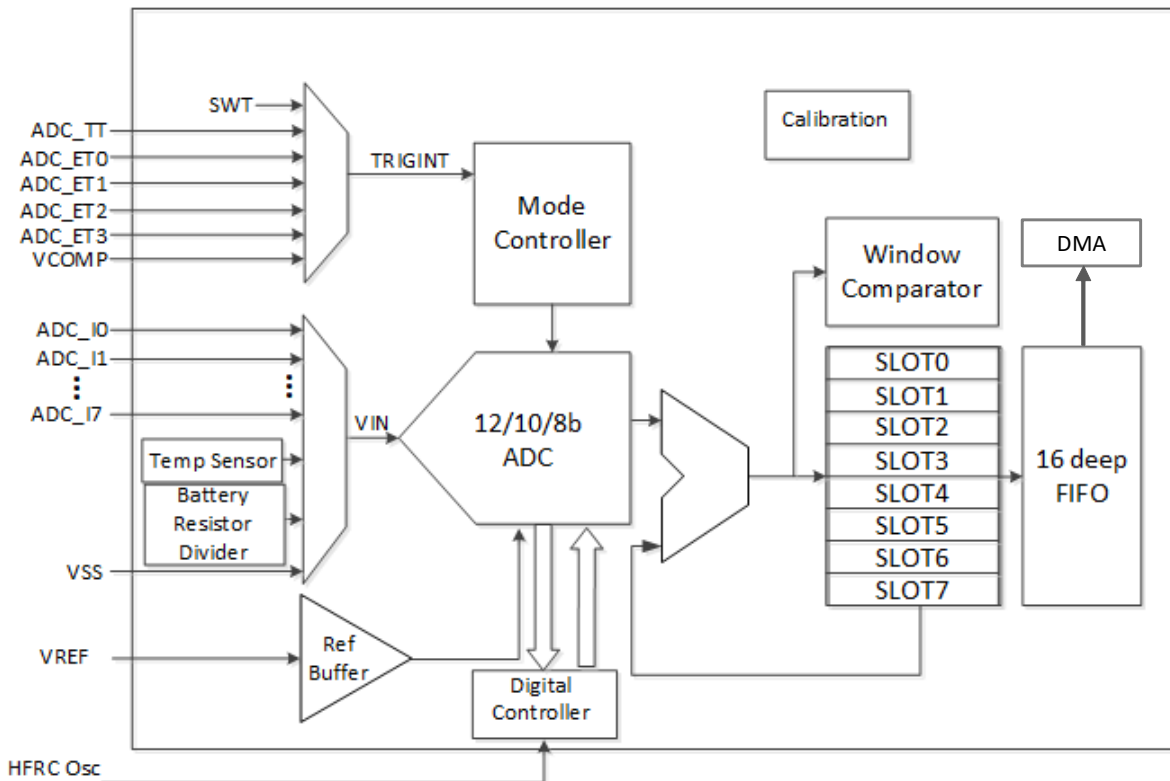 SWT
ADC_TT
ADC_ET0
ADC_ET1
ADC_ET2
ADC_ET3
VCOMP
TRIGINT
Mode
Controller
Calibration
Window
Comparator
DMA
ADC_I0
ADC_I1
ADC_I7
Temp Sensor
Battery
Resistor
Divider
VSS
VIN
12/10/8b
ADC
SLOT0
SLOT1
SLOT2
SLOT3
SLOT4
SLOT5
SLOT6
SLOT7
16 deep
FIFO
VREF
Ref
Buffer
Digital
Controller
HFRC Osc